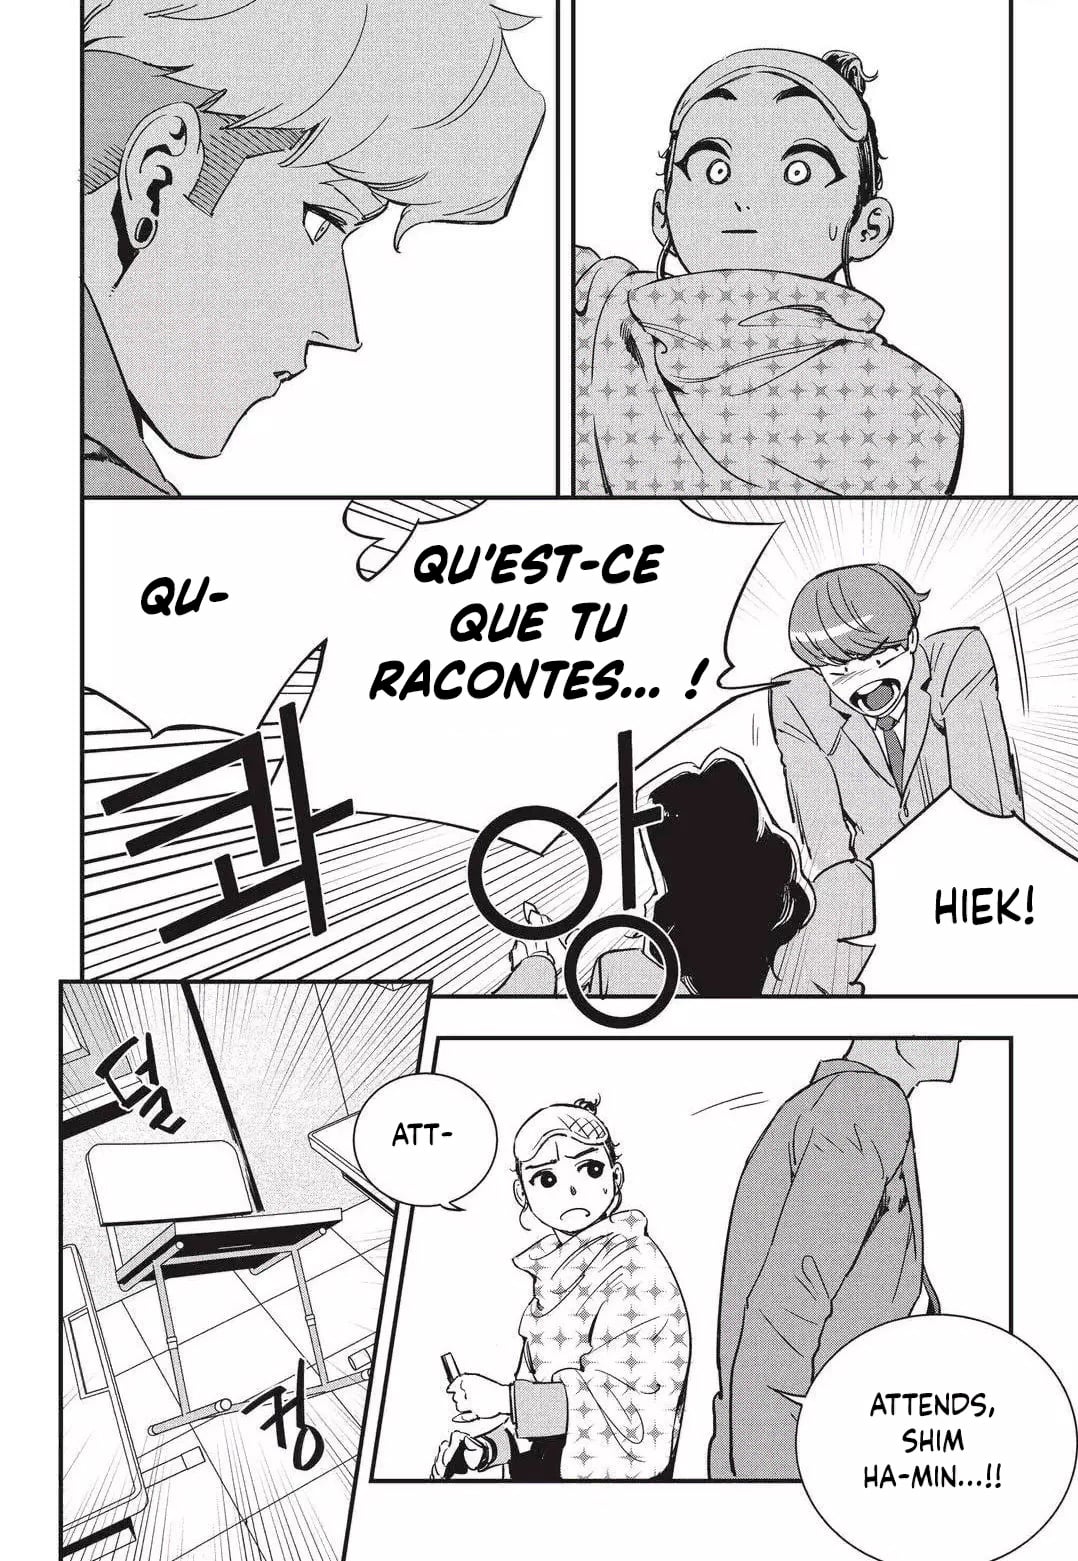 QU-
QU'EST-CE
QUE TU
RACONTES... !
콰앙
HIEK!
덜
컹
ATT-
ATTENDS,
SHIM
HA-MIN...!!